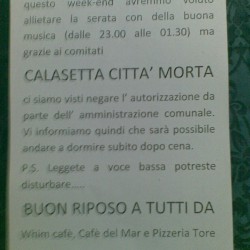 questo week-end avremmo voluto
allietare la serata con della buona
musica (dalle 23.00 alle 01.30) ma
grazie ai comitati
CALASETTA CITTA' MORTA
ci siamo visti negare l' autorizzazione da
parte dell' amministrazione comunale.
Vi informiamo quindi che sarà possibile
andare a dormire subito dopo cena.
P.S. Leggete a voce bassa potreste
disturbare.....
BUON RIPOSO A TUTTI DA
Whim cafè, Cafè del Mar e Pizzeria Tore